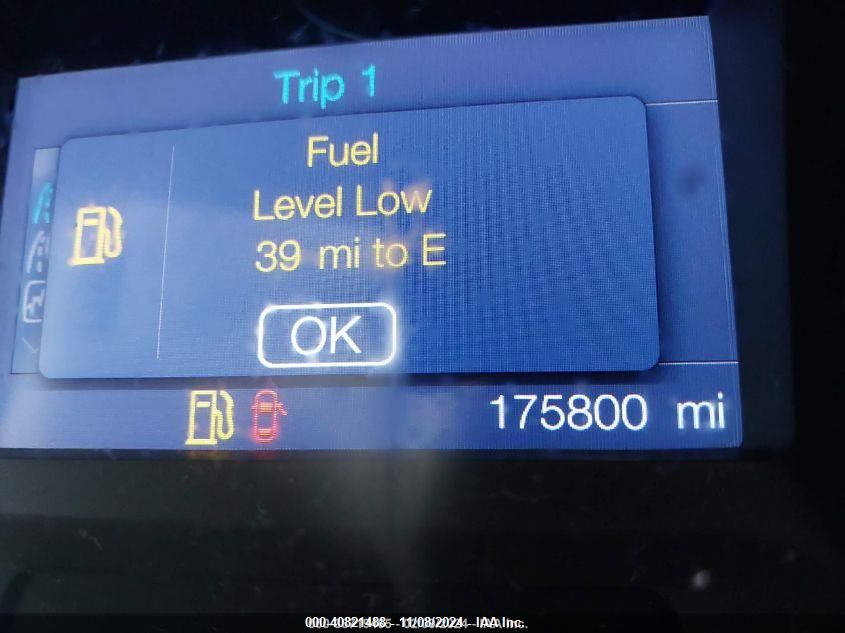 Trip 1
Fuel
Level Low
39 mi to E
OK
175800 mi
000-40821488 - 11/08/2024 - IAA Inc.